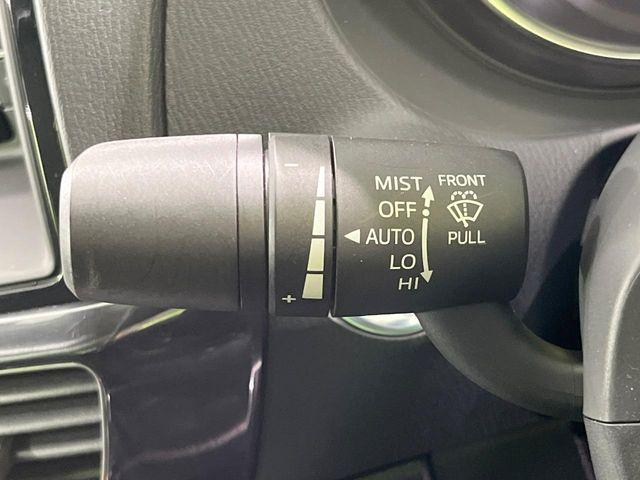 MIST
OFF
AUTO
LO
HI
FRONT
PULL
-
+